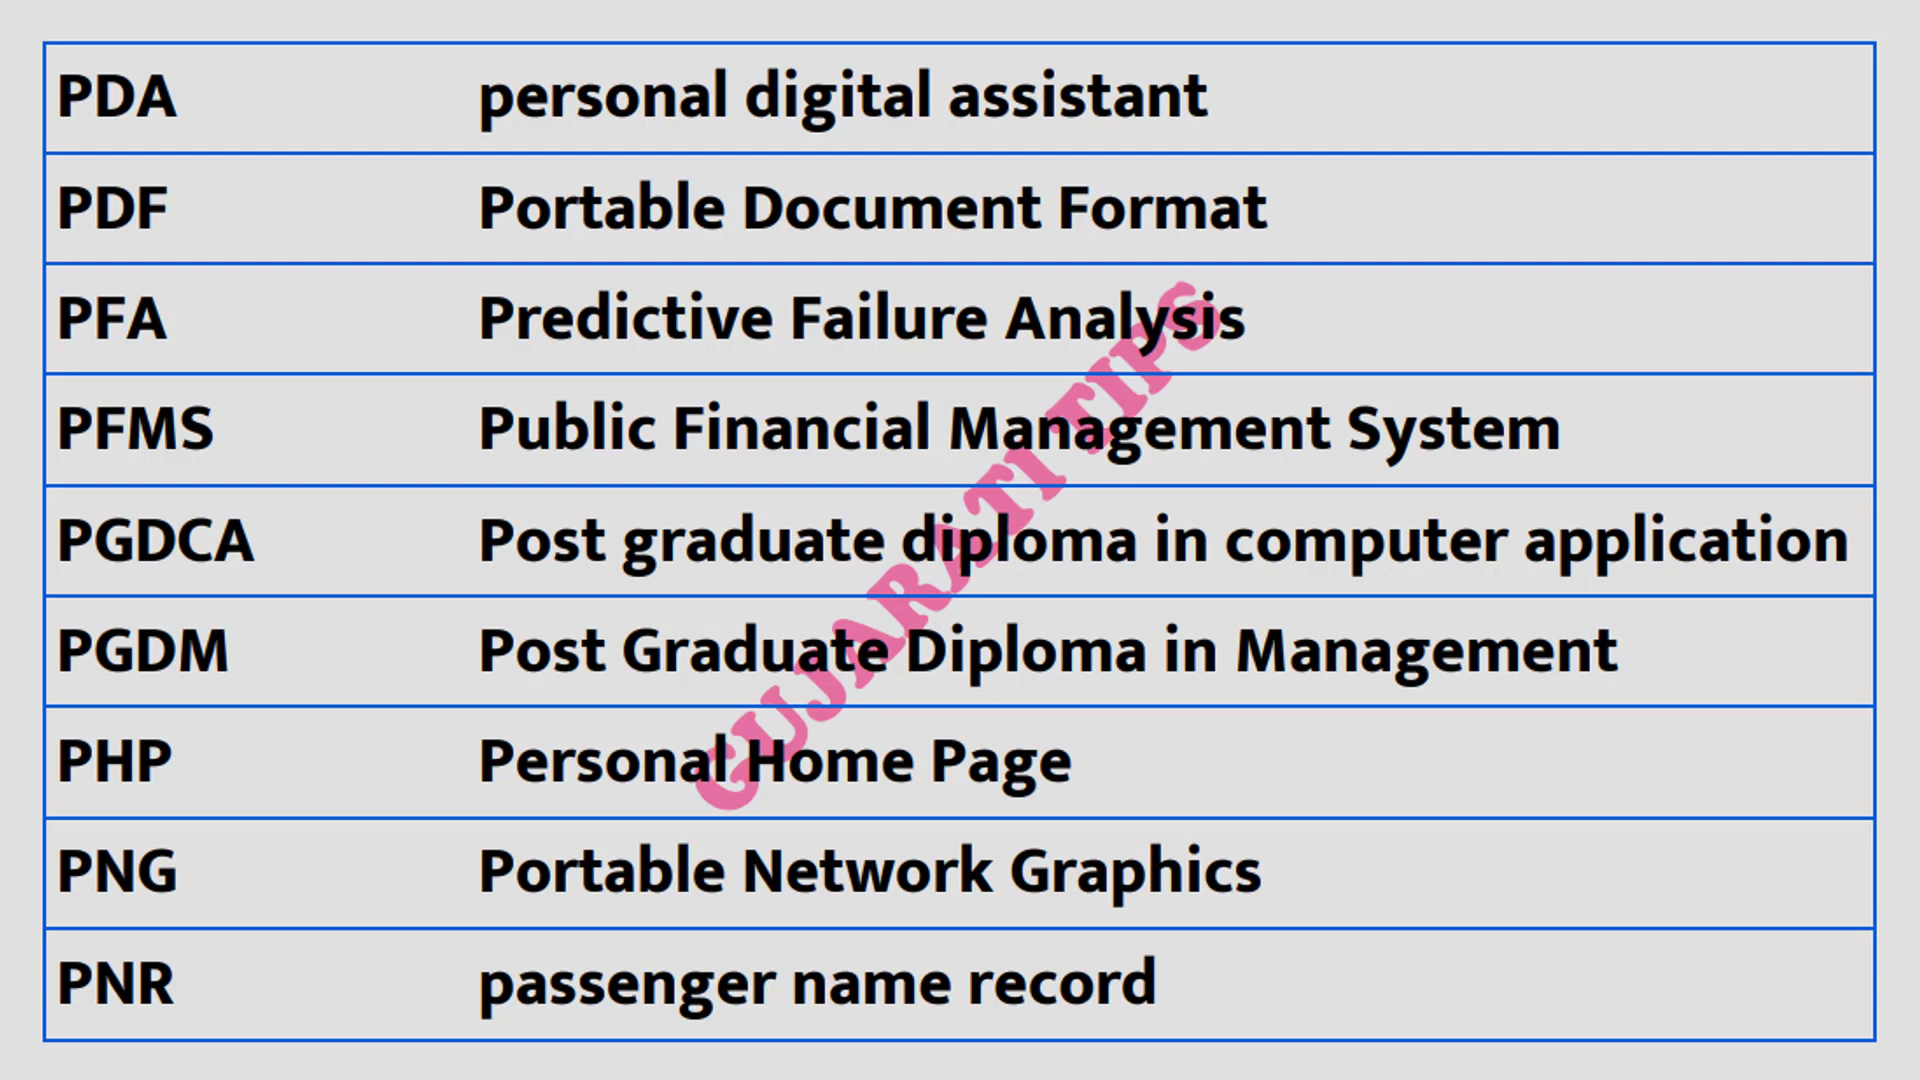 PDA personal digital assistant
PDF Portable Document Format
PFA Predictive Failure Analysis
PFMS Public Financial Management System
PGDCA Post graduate diploma in computer application
PGDM Post Graduate Diploma in Management
PHP Personal Home Page
PNG Portable Network Graphics
PNR passenger name record
GUJARATI TIPS